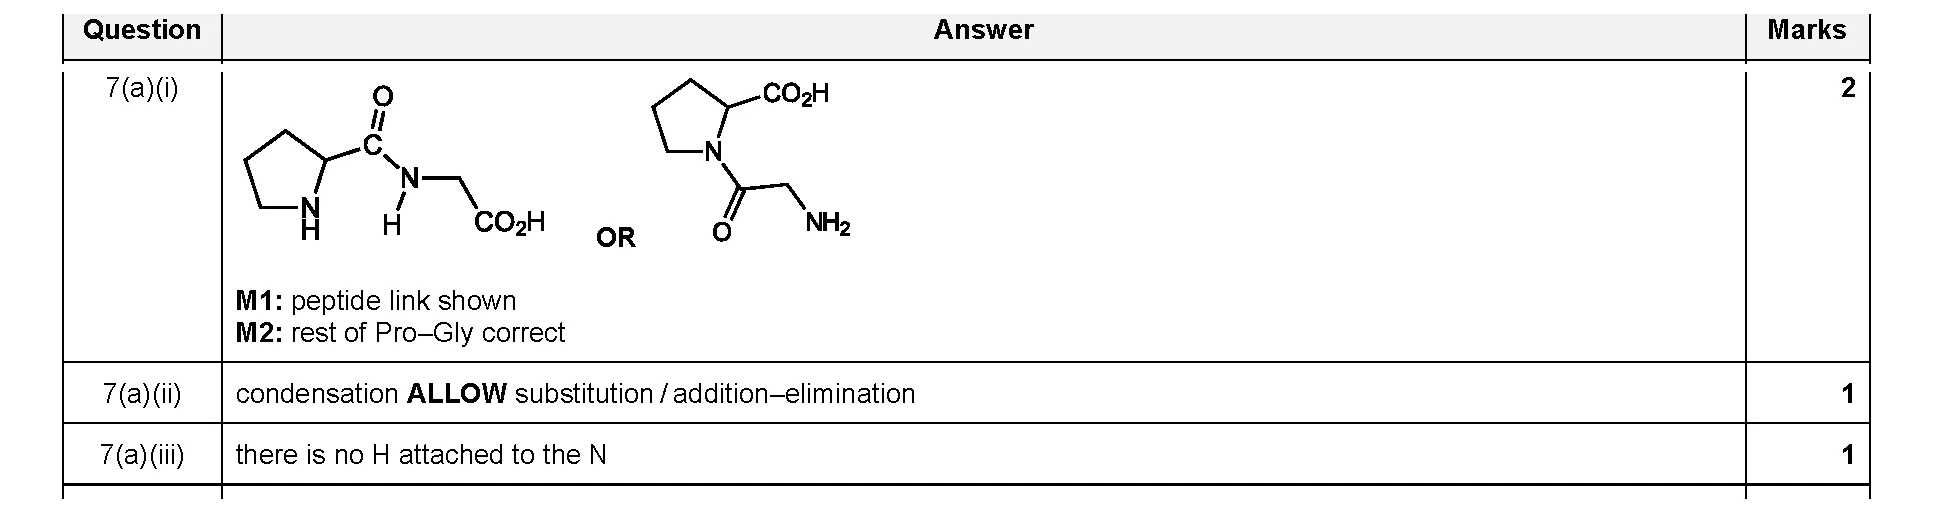 Question Answer Marks
7(a)(i) 2
O
C
N
H
N
H
CO2H
OR
CO2H
N
O
NH2
M1: peptide link shown
M2: rest of Pro–Gly correct
7(a)(ii) condensation ALLOW substitution / addition–elimination 1
7(a)(iii) there is no H attached to the N 1